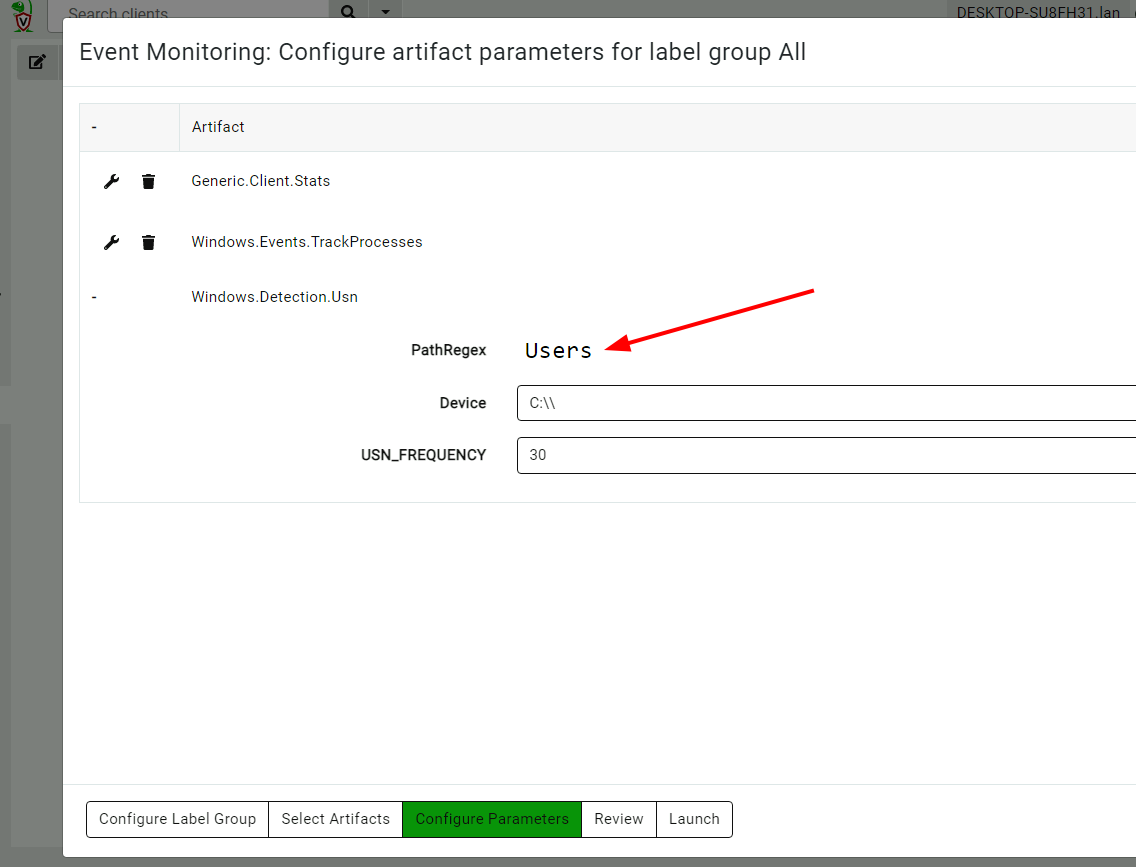 Search clients
DESKTOP-SU8FH31.lan
Event Monitoring: Configure artifact parameters for label group All
- Artifact
Generic.Client.Stats
Windows.Events.TrackProcesses
- Windows.Detection.Usn
PathRegex Users
Device C:\\
USN_FREQUENCY 30
Configure Label Group Select Artifacts Configure Parameters Review Launch